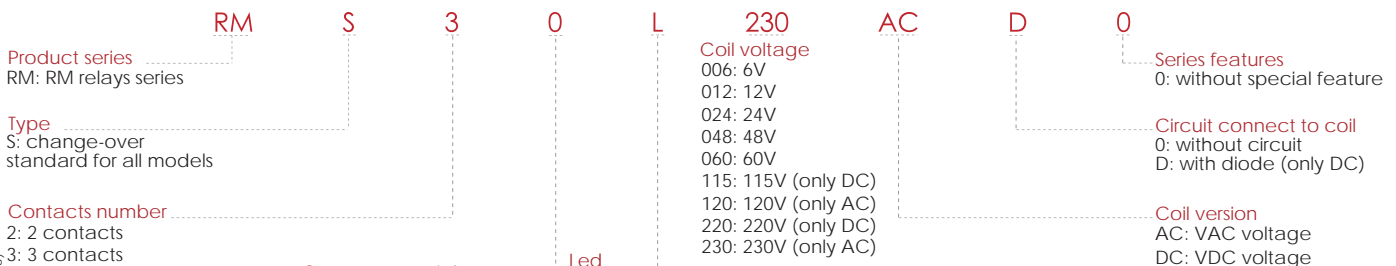 RM S 3 0 L 230 AC D 0
Product series
RM: RM relays series
Type
S: change-over
standard for all models
Contacts number
2: 2 contacts
3: 3 contacts
Led
Coil voltage
006: 6V
012: 12V
024: 24V
048: 48V
060: 60V
115: 115V (only DC)
120: 120V (only AC)
220: 220V (only DC)
230: 230V (only AC)
Series features
0: without special feature
Circuit connect to coil
0: without circuit
D: with diode (only DC)
Coil version
AC: VAC voltage
DC: VDC voltage